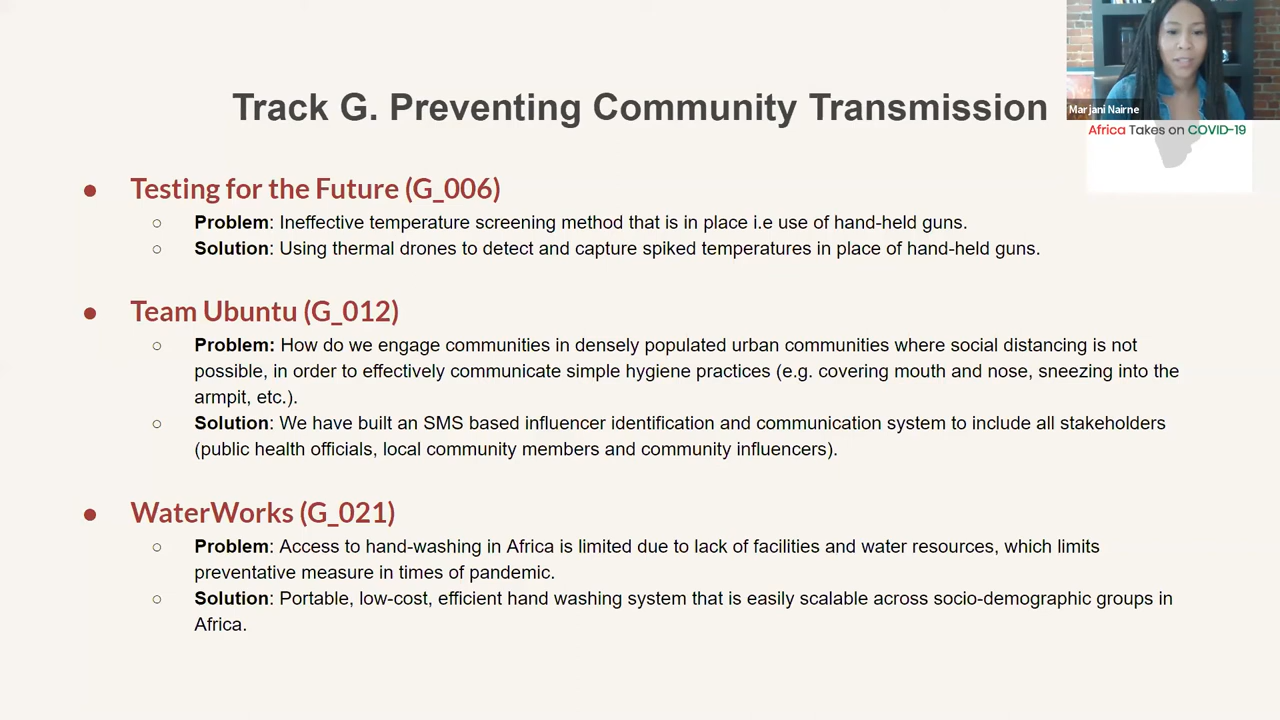 Track G. Preventing Community Transmission
Marjani Nairne
Africa Takes on COVID-19
● Testing for the Future (G_006)
○ Problem: Ineffective temperature screening method that is in place i.e use of hand-held guns.
○ Solution: Using thermal drones to detect and capture spiked temperatures in place of hand-held guns.
● Team Ubuntu (G_012)
○ Problem: How do we engage communities in densely populated urban communities where social distancing is not
possible, in order to effectively communicate simple hygiene practices (e.g. covering mouth and nose, sneezing into the
armpit, etc.).
○ Solution: We have built an SMS based influencer identification and communication system to include all stakeholders
(public health officials, local community members and community influencers).
● WaterWorks (G_021)
○ Problem: Access to hand-washing in Africa is limited due to lack of facilities and water resources, which limits
preventative measure in times of pandemic.
○ Solution: Portable, low-cost, efficient hand washing system that is easily scalable across socio-demographic groups in
Africa.